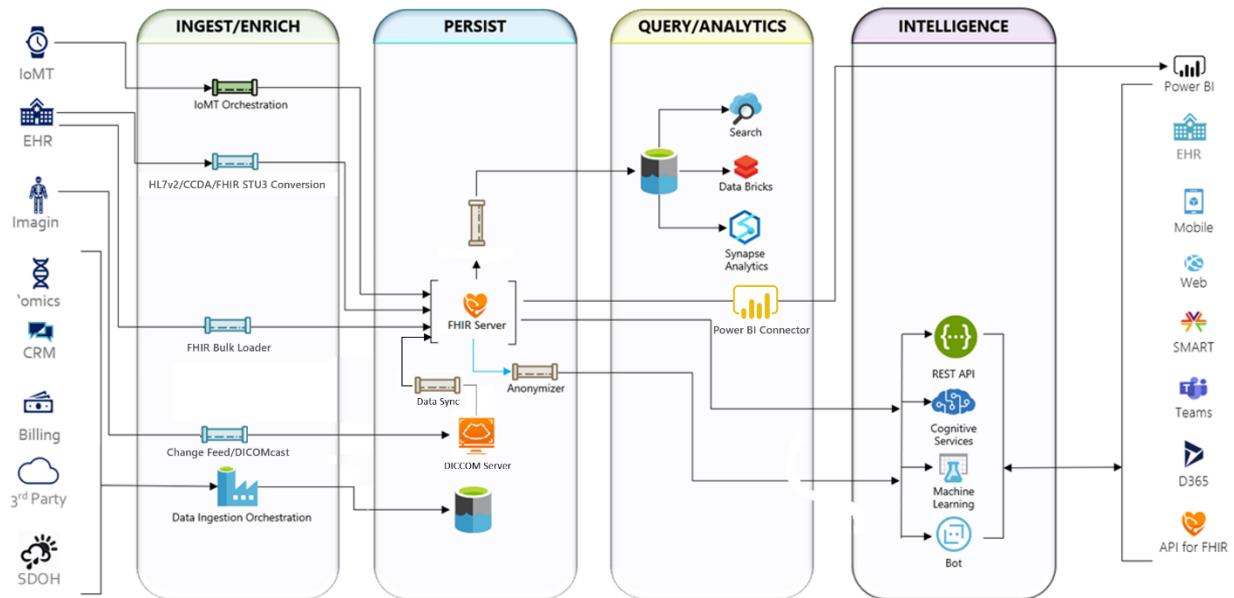 INGEST/ENRICH
PERSIST
QUERY/ANALYTICS
INTELLIGENCE
IoMT
EHR
Imagin
'omics
CRM
Billing
3rd Party
SDOH
IoMT Orchestration
HL7v2/CCDA/FHIR STU3 Conversion
FHIR Bulk Loader
Change Feed/DICOMcast
Data Ingestion Orchestration
FHIR Server
Data Sync
Anonymizer
DICCOM Server
Search
Data Bricks
Synapse
Analytics
Power BI Connector
REST API
Cognitive
Services
Machine
Learning
Bot
Power BI
EHR
Mobile
Web
SMART
Teams
D365
API for FHIR